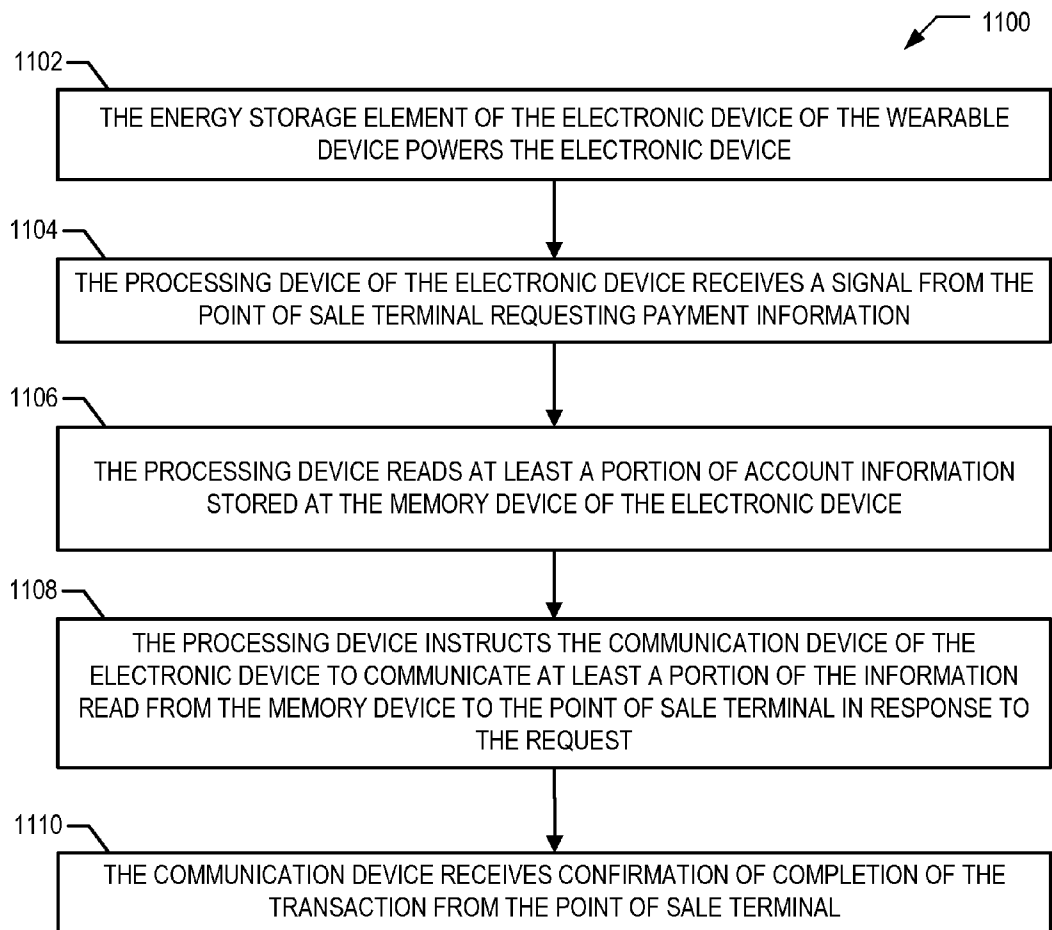 1100
1102
THE ENERGY STORAGE ELEMENT OF THE ELECTRONIC DEVICE OF THE WEARABLE
DEVICE POWERS THE ELECTRONIC DEVICE
1104
THE PROCESSING DEVICE OF THE ELECTRONIC DEVICE RECEIVES A SIGNAL FROM THE
POINT OF SALE TERMINAL REQUESTING PAYMENT INFORMATION
1106
THE PROCESSING DEVICE READS AT LEAST A PORTION OF ACCOUNT INFORMATION
STORED AT THE MEMORY DEVICE OF THE ELECTRONIC DEVICE
1108
THE PROCESSING DEVICE INSTRUCTS THE COMMUNICATION DEVICE OF THE
ELECTRONIC DEVICE TO COMMUNICATE AT LEAST A PORTION OF THE INFORMATION
READ FROM THE MEMORY DEVICE TO THE POINT OF SALE TERMINAL IN RESPONSE TO
THE REQUEST
1110
THE COMMUNICATION DEVICE RECEIVES CONFIRMATION OF COMPLETION OF THE
TRANSACTION FROM THE POINT OF SALE TERMINAL